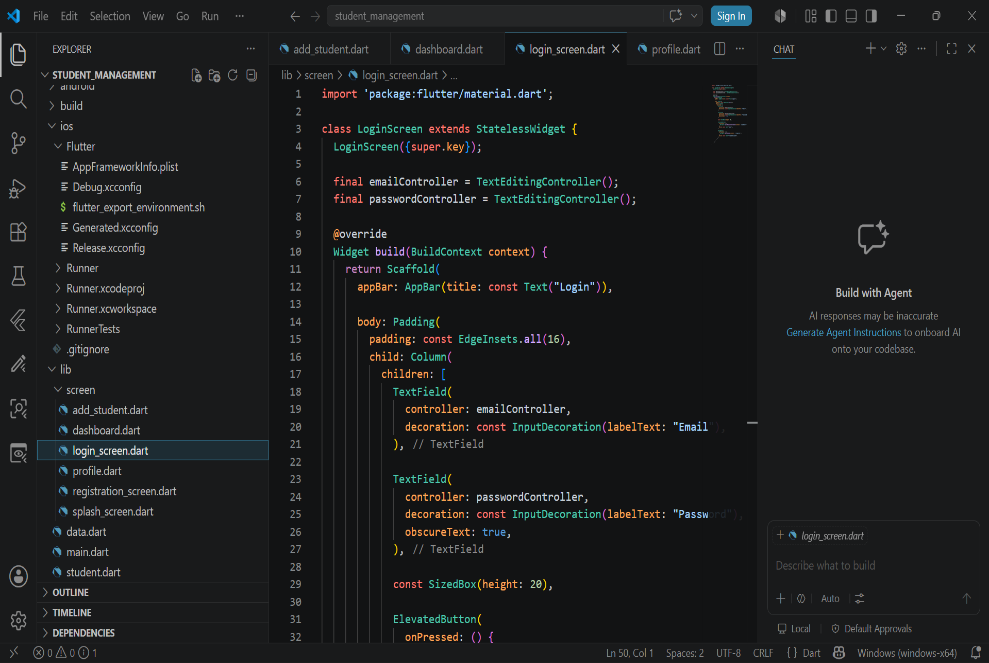 File Edit Selection View Go Run ··· student_management Sign In
EXPLORER
STUDENT_MANAGEMENT
android
build
ios
Flutter
AppFrameworkInfo.plist
Debug.xcconfig
$ flutter_export_environment.sh
Generated.xcconfig
Release.xcconfig
Runner
Runner.xcodeproj
Runner.xcworkspace
RunnerTests
.gitignore
lib
screen
add_student.dart
dashboard.dart
login_screen.dart
profile.dart
registration_screen.dart
splash_screen.dart
data.dart
main.dart
student.dart
OUTLINE
TIMELINE
DEPENDENCIES
add_student.dart dashboard.dart login_screen.dart profile.dart
lib > screen > login_screen.dart > ...
1 import 'package:flutter/material.dart';
2
3 class LoginScreen extends StatelessWidget {
4 LoginScreen({super.key});
5
6 final emailController = TextEditingController();
7 final passwordController = TextEditingController();
8
9 @override
10 Widget build(BuildContext context) {
11 return Scaffold(
12 appBar: AppBar(title: const Text("Login")),
13
14 body: Padding(
15 padding: const EdgeInsets.all(16),
16 child: Column(
17 children: [
18 TextField(
19 controller: emailController,
20 decoration: const InputDecoration(labelText: "Email"),
21 ), // TextField
22
23 TextField(
24 controller: passwordController,
25 decoration: const InputDecoration(labelText: "Password"),
26 obscureText: true,
27 ), // TextField
28
29 const SizedBox(height: 20),
30
31 ElevatedButton(
32 onPressed: () {
CHAT
Build with Agent
AI responses may be inaccurate
Generate Agent Instructions to onboard AI
onto your codebase.
login_screen.dart
Describe what to build
Auto
Local Default Approvals
0 0 1 Ln 50, Col 1 Spaces: 2 UTF-8 CRLF {} Dart Windows (windows-x64)